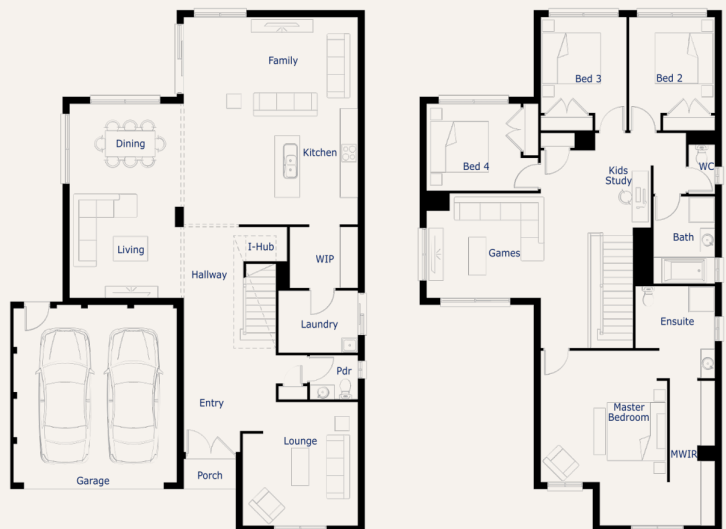 Family
Dining
Kitchen
Living
I-Hub
WIP
Hallway
Laundry
Pdr
Entry
Lounge
Garage
Porch
Bed 3
Bed 2
Bed 4
WC
Kids
Study
Bath
Games
Ensuite
Master
Bedroom
MWIR